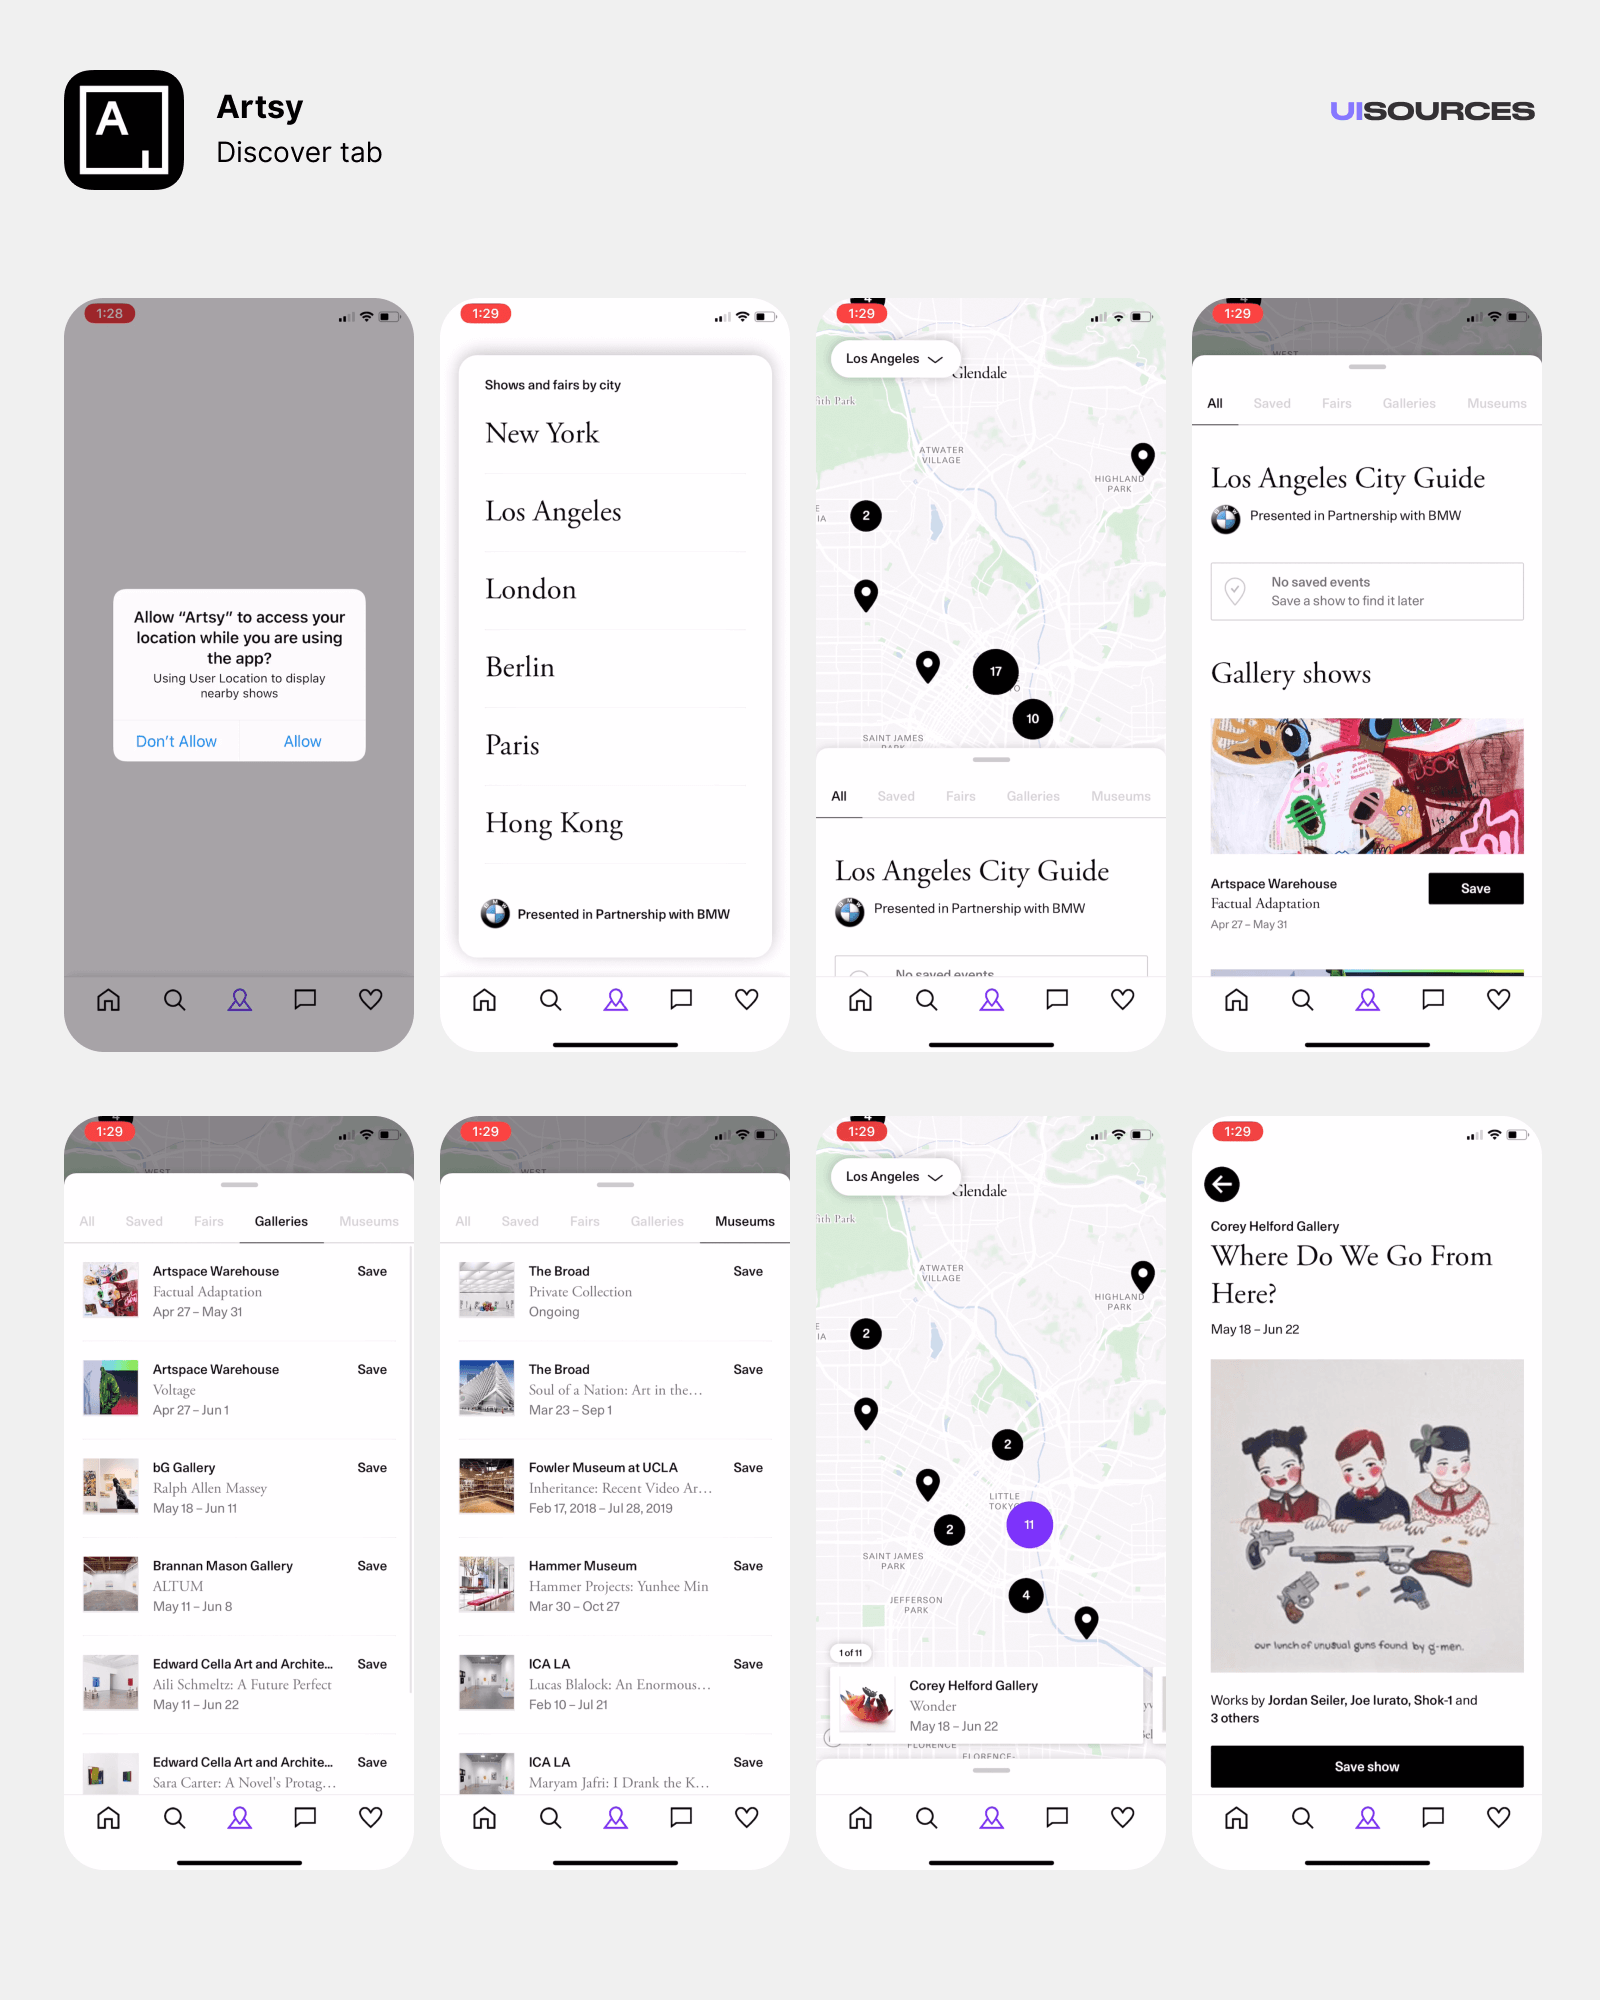 A
Artsy
Discover tab
UISOURCES
1:28
Allow “Artsy” to access your
location while you are using
the app?
Using User Location to display
nearby shows
Don’t Allow
Allow
1:29
Shows and fairs by city
New York
Los Angeles
London
Berlin
Paris
Hong Kong
Presented in Partnership with BMW
4
1:29
Los Angeles
Glendale
ith Park
ATWATER
VILLAGE
HIGHLAND
PARK
2
17
10
SAINT JAMES
PARK
All
Saved
Fairs
Galleries
Museums
Los Angeles City Guide
Presented in Partnership with BMW
No saved events
1:29
WEST
All
Saved
Fairs
Galleries
Museums
Los Angeles City Guide
Presented in Partnership with BMW
No saved events
Save a show to find it later
Gallery shows
Artspace Warehouse
Factual Adaptation
Apr 27 – May 31
Save
1:29
WEST
All
Saved
Fairs
Galleries
Museums
Artspace Warehouse
Save
Factual Adaptation
Apr 27 – May 31
Artspace Warehouse
Save
Voltage
Apr 27 – Jun 1
bG Gallery
Save
Ralph Allen Massey
May 18 – Jun 11
Brannan Mason Gallery
Save
ALTUM
May 11 – Jun 8
Edward Cella Art and Archite...
Save
Aili Schmeltz: A Future Perfect
May 11 – Jun 22
Edward Cella Art and Archite...
Save
Sara Carter: A Novel's Protag...
1:29
WEST
All
Saved
Fairs
Galleries
Museums
The Broad
Save
Private Collection
Ongoing
The Broad
Save
Soul of a Nation: Art in the...
Mar 23 – Sep 1
Fowler Museum at UCLA
Save
Inheritance: Recent Video Ar...
Feb 17, 2018 – Jul 28, 2019
Hammer Museum
Save
Hammer Projects: Yunhee Min
Mar 30 – Oct 27
ICA LA
Save
Lucas Blalock: An Enormous...
Feb 10 – Jul 21
ICA LA
Save
Maryam Jafri: I Drank the K...
1:29
Los Angeles
Glendale
ith Park
ATWATER
VILLAGE
HIGHLAND
PARK
2
2
LITTLE
TOKYO
11
2
SAINT JAMES
PARK
4
JEFFERSON
PARK
1 of 11
Corey Helford Gallery
Wonder
May 18 – Jun 22
FLORENCE
FLORENCE-
1:29
Corey Helford Gallery
Where Do We Go From
Here?
May 18 – Jun 22
our lunch of unusual guns found by g-men.
Works by Jordan Seiler, Joe Iurato, Shok-1 and
3 others
Save show